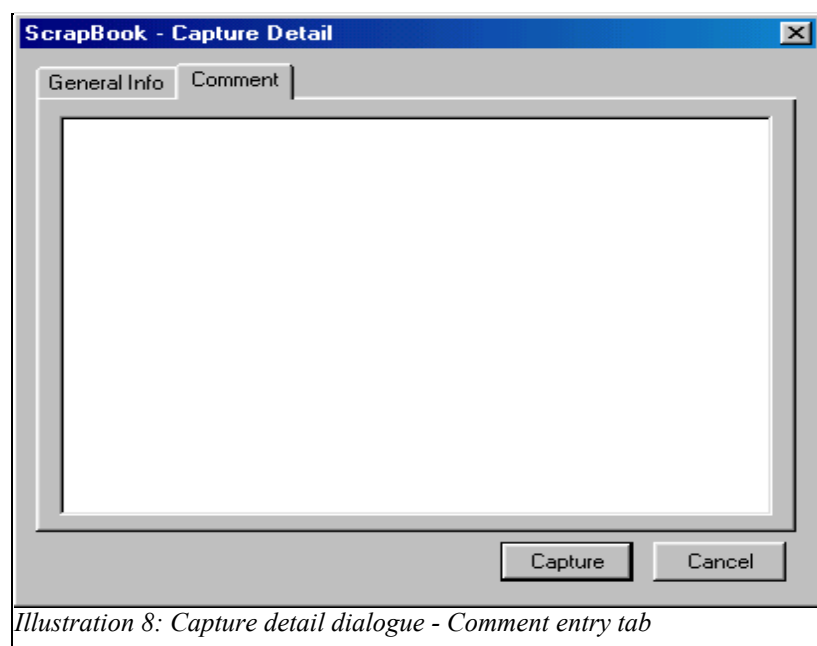 ScrapBook - Capture Detail
General Info Comment
Capture Cancel
Illustration 8: Capture detail dialogue - Comment entry tab